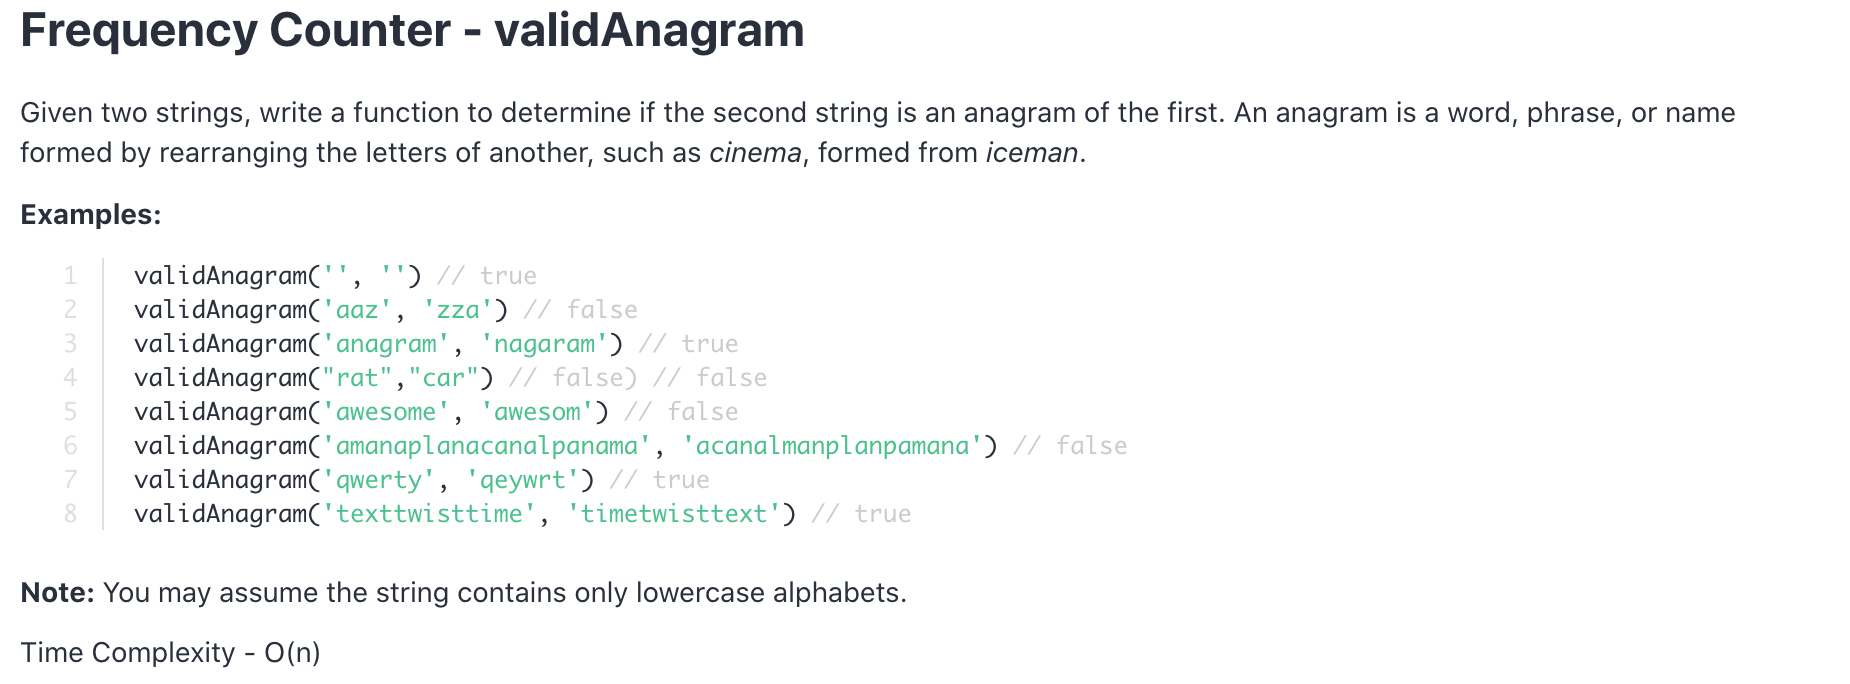 Frequency Counter - validAnagram
Given two strings, write a function to determine if the second string is an anagram of the first. An anagram is a word, phrase, or name
formed by rearranging the letters of another, such as cinema, formed from iceman.
Examples:
1 validAnagram('', '') // true
2 validAnagram('aaz', 'zza') // false
3 validAnagram('anagram', 'nagaram') // true
4 validAnagram("rat","car") // false) // false
5 validAnagram('awesome', 'awesom') // false
6 validAnagram('amanaplanacanalpanama', 'acanalmanplanpamana') // false
7 validAnagram('qwerty', 'qeywrt') // true
8 validAnagram('texttwisttime', 'timetwisttext') // true
Note: You may assume the string contains only lowercase alphabets.
Time Complexity - O(n)